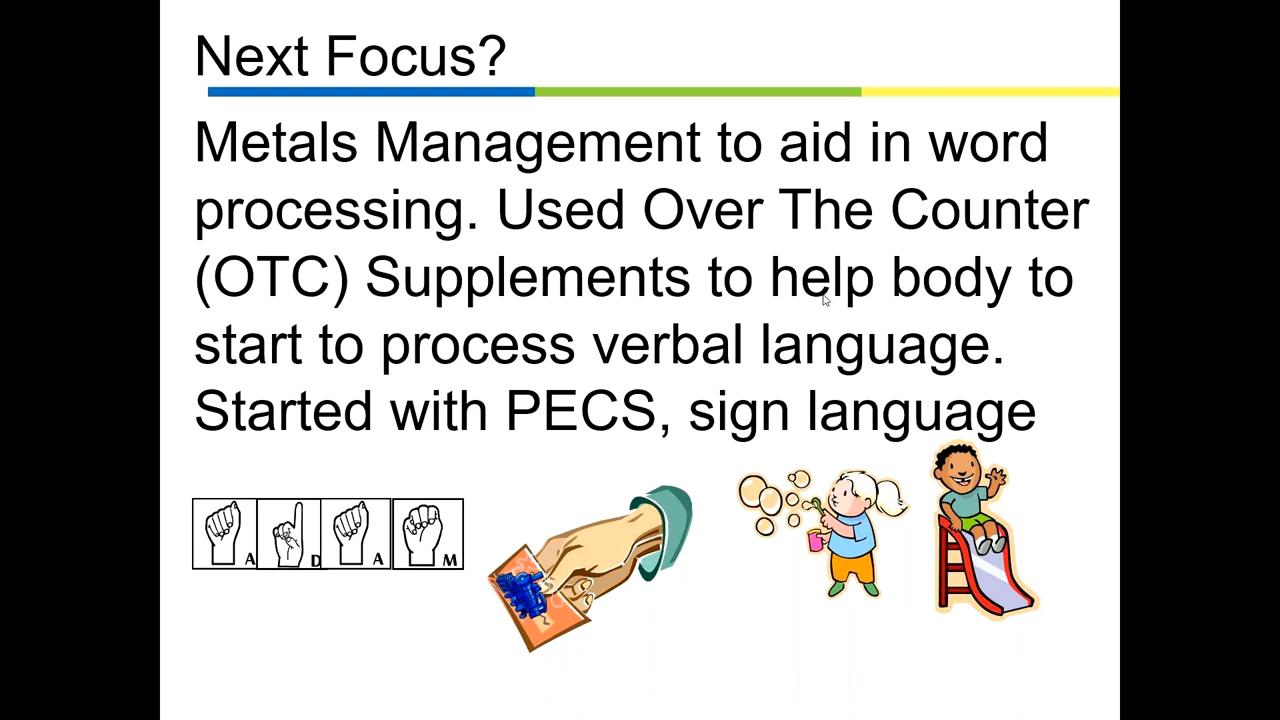 Next Focus?
Metals Management to aid in word
processing. Used Over The Counter
(OTC) Supplements to help body to
start to process verbal language.
Started with PECS, sign language
A D A M